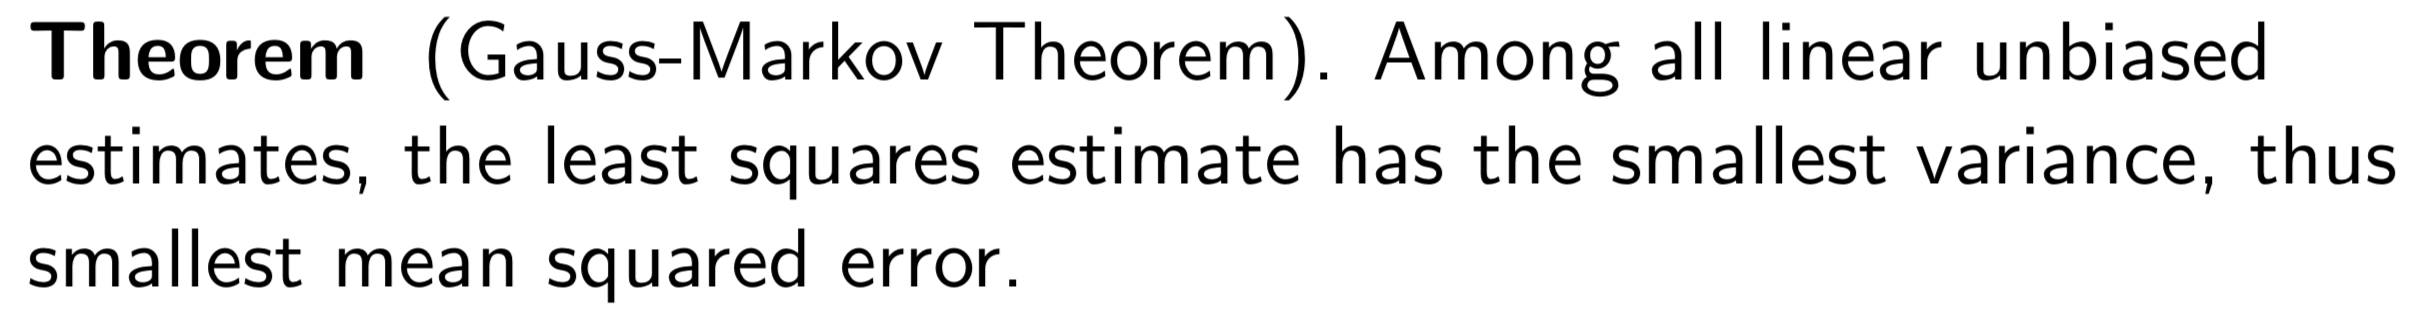 Theorem (Gauss-Markov Theorem). Among all linear unbiased
estimates, the least squares estimate has the smallest variance, thus
smallest mean squared error.